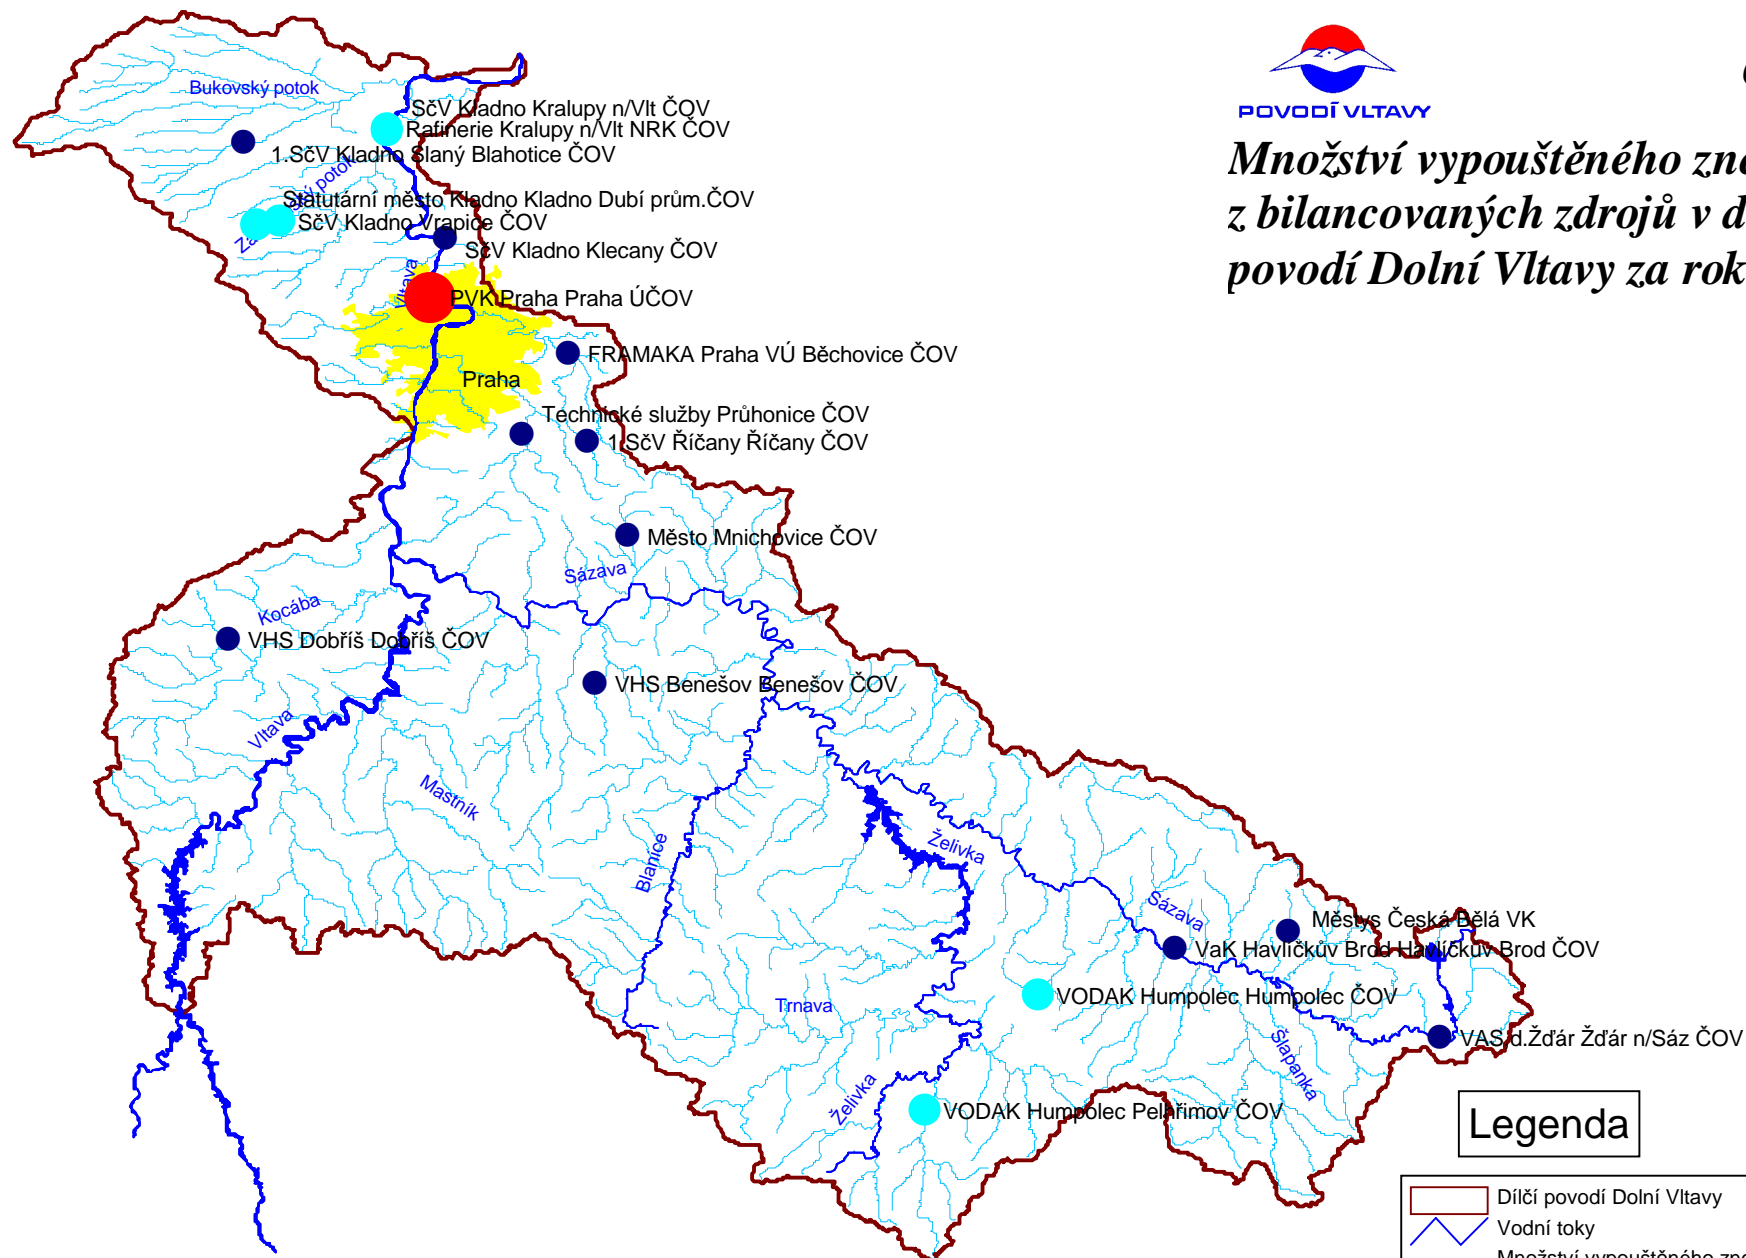 POVODÍ VLTAVY
Množství vypouštěného
z bilancovaných zdrojů v
povodí Dolní Vltavy za rok
Bukovský potok
SčV Kladno Kralupy n/Vlt ČOV
Rafinerie Kralupy n/Vlt NRK ČOV
1.SčV Kladno Slaný Blahotice ČOV
potok
Statutární město Kladno Kladno Dubí prům.ČOV
SčV Kladno Vrapice ČOV
SčV Kladno Klecany ČOV
Vltava
PVK Praha Praha ÚČOV
FRAMAKA Praha VÚ Běchovice ČOV
Praha
Technické služby Průhonice ČOV
1.SčV Říčany Říčany ČOV
Město Mnichovice ČOV
Sázava
Kocába
VHS Dobříš Dobříš ČOV
VHS Benešov Benešov ČOV
Vltava
Mastník
Blanice
Želivka
Sázava
Městys Česká Bělá VK
VaK Havlíčkův Brod Havlíčkův Brod ČOV
VODAK Humpolec Humpolec ČOV
Trnava
Šlapanka
VAS d.Žďár Žďár n/Sáz ČOV
Želivka
VODAK Humpolec Pelhřimov ČOV
Legenda
Dílčí povodí Dolní Vltavy
Vodní toky
Množství vypouštěného